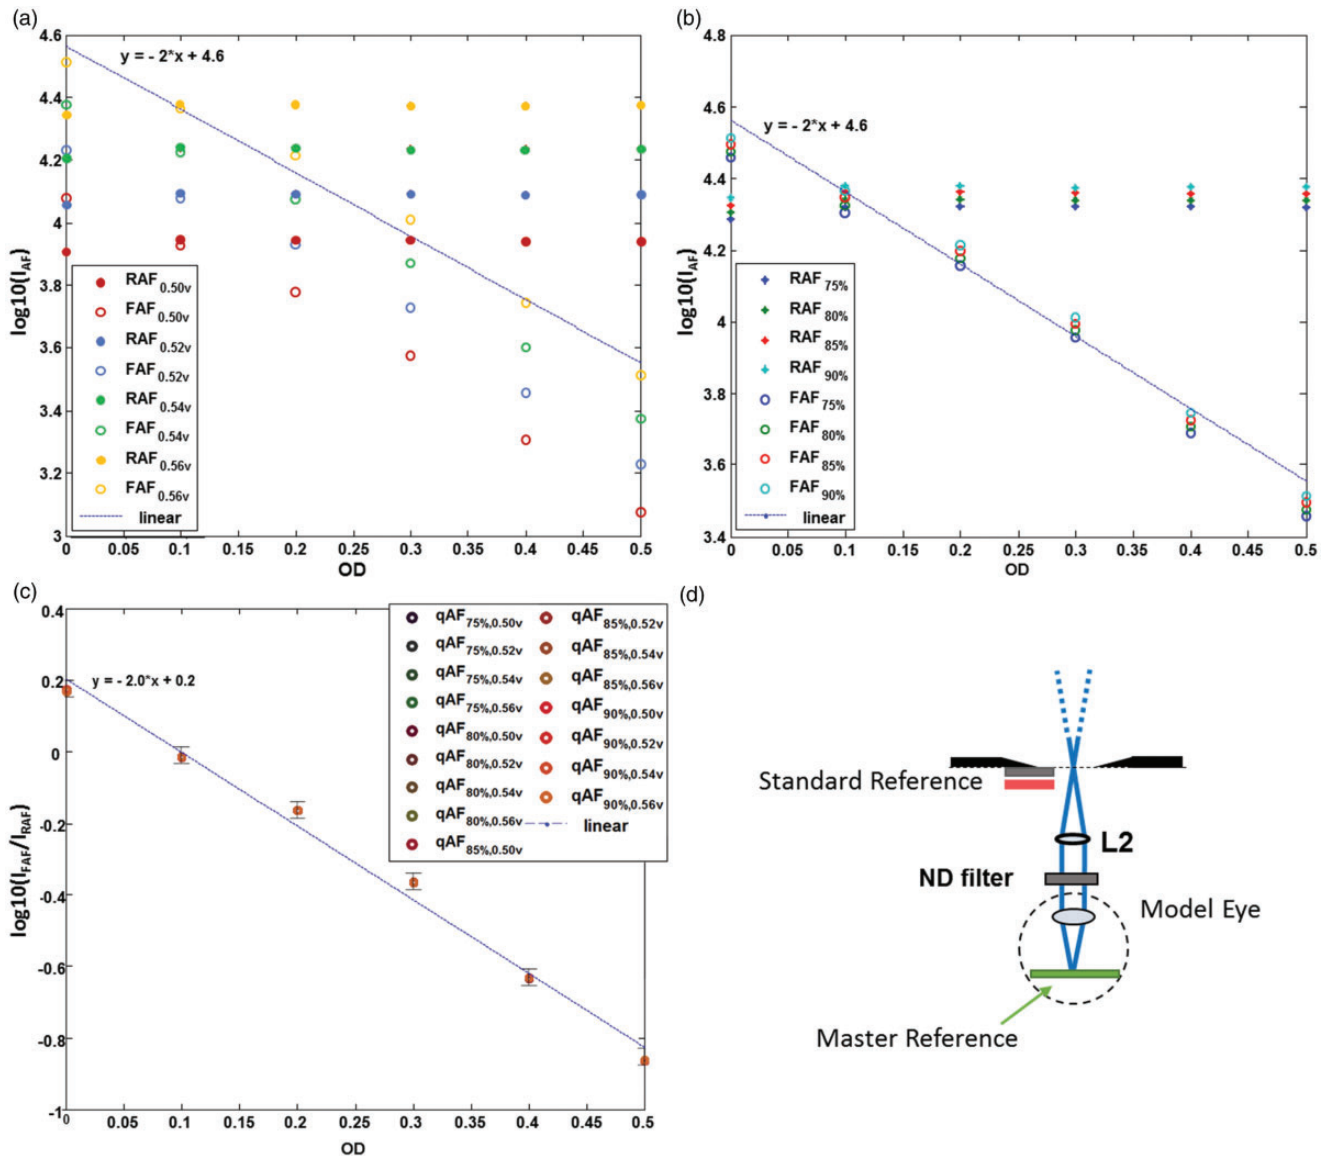 (a)
4.6
4.4
4.2
4
3.8
3.6
3.4
3.2
3
log10(I_AF)
y = - 2*x + 4.6
RAF_0.50v
FAF_0.50v
RAF_0.52v
FAF_0.52v
RAF_0.54v
FAF_0.54v
RAF_0.56v
FAF_0.56v
linear
0 0.05 0.1 0.15 0.2 0.25 0.3 0.35 0.4 0.45 0.5
OD
(b)
4.8
4.6
4.4
4.2
4
3.8
3.6
3.4
log10(I_AF)
y = - 2*x + 4.6
RAF_75%
RAF_80%
RAF_85%
RAF_90%
FAF_75%
FAF_80%
FAF_85%
FAF_90%
linear
0 0.05 0.1 0.15 0.2 0.25 0.3 0.35 0.4 0.45 0.5
OD
(c)
0.4
0.2
0
-0.2
-0.4
-0.6
-0.8
-1
log10(I_FAF/I_RAF)
y = - 2.0*x + 0.2
qAF_75%,0.50v
qAF_75%,0.52v
qAF_75%,0.54v
qAF_75%,0.56v
qAF_80%,0.50v
qAF_80%,0.52v
qAF_80%,0.54v
qAF_80%,0.56v
qAF_85%,0.50v
qAF_85%,0.52v
qAF_85%,0.54v
qAF_85%,0.56v
qAF_90%,0.50v
qAF_90%,0.52v
qAF_90%,0.54v
qAF_90%,0.56v
linear
0 0.05 0.1 0.15 0.2 0.25 0.3 0.35 0.4 0.45 0.5
OD
(d)
Standard Reference
L2
ND filter
Model Eye
Master Reference